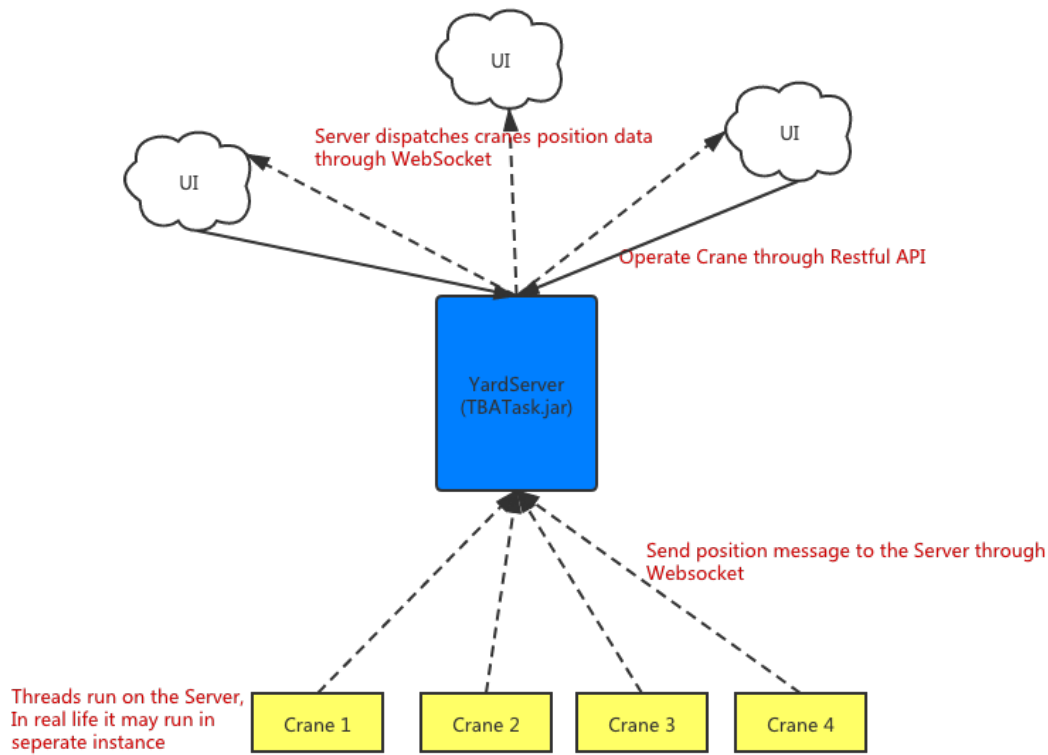 UI
Server dispatches cranes position data
through WebSocket
UI
UI
Operate Crane through Restful API
YardServer
(TBATask.jar)
Send position message to the Server through
Websocket
Threads run on the Server,
In real life it may run in
seperate instance
Crane 1
Crane 2
Crane 3
Crane 4